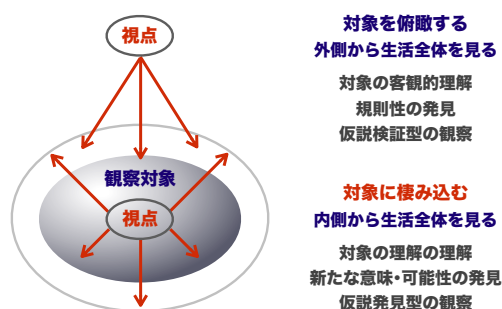 視点
対象を俯瞰する
外側から生活全体を見る
対象の客観的理解
規則性の発見
仮説検証型の観察
観察対象
視点
対象に棲み込む
内側から生活全体を見る
対象の理解の理解
新たな意味・可能性の発見
仮説発見型の観察